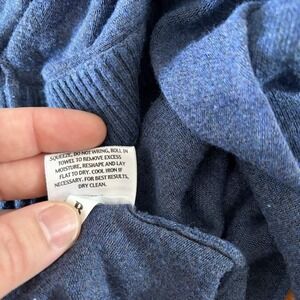 SQUEEZE, DO NOT WRING, ROLL IN
TOWEL TO REMOVE EXCESS
MOISTURE, RESHAPE AND LAY
FLAT TO DRY. COOL IRON IF
NECESSARY. FOR BEST RESULTS,
DRY CLEAN.